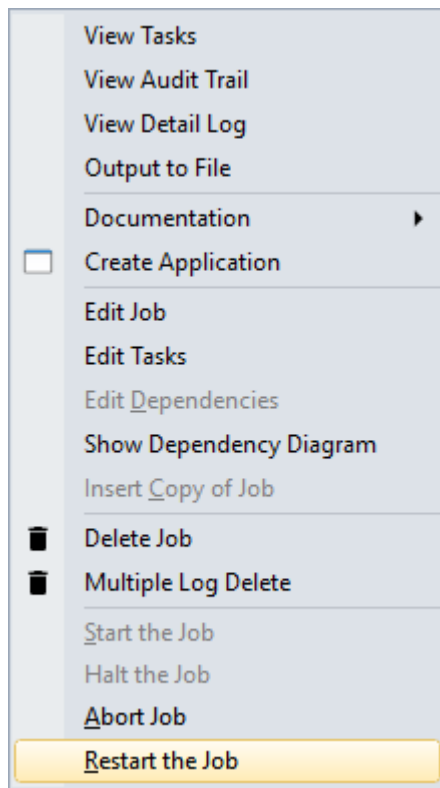 View Tasks
View Audit Trail
View Detail Log
Output to File
Documentation
Create Application
Edit Job
Edit Tasks
Edit Dependencies
Show Dependency Diagram
Insert Copy of Job
Delete Job
Multiple Log Delete
Start the Job
Halt the Job
Abort Job
Restart the Job